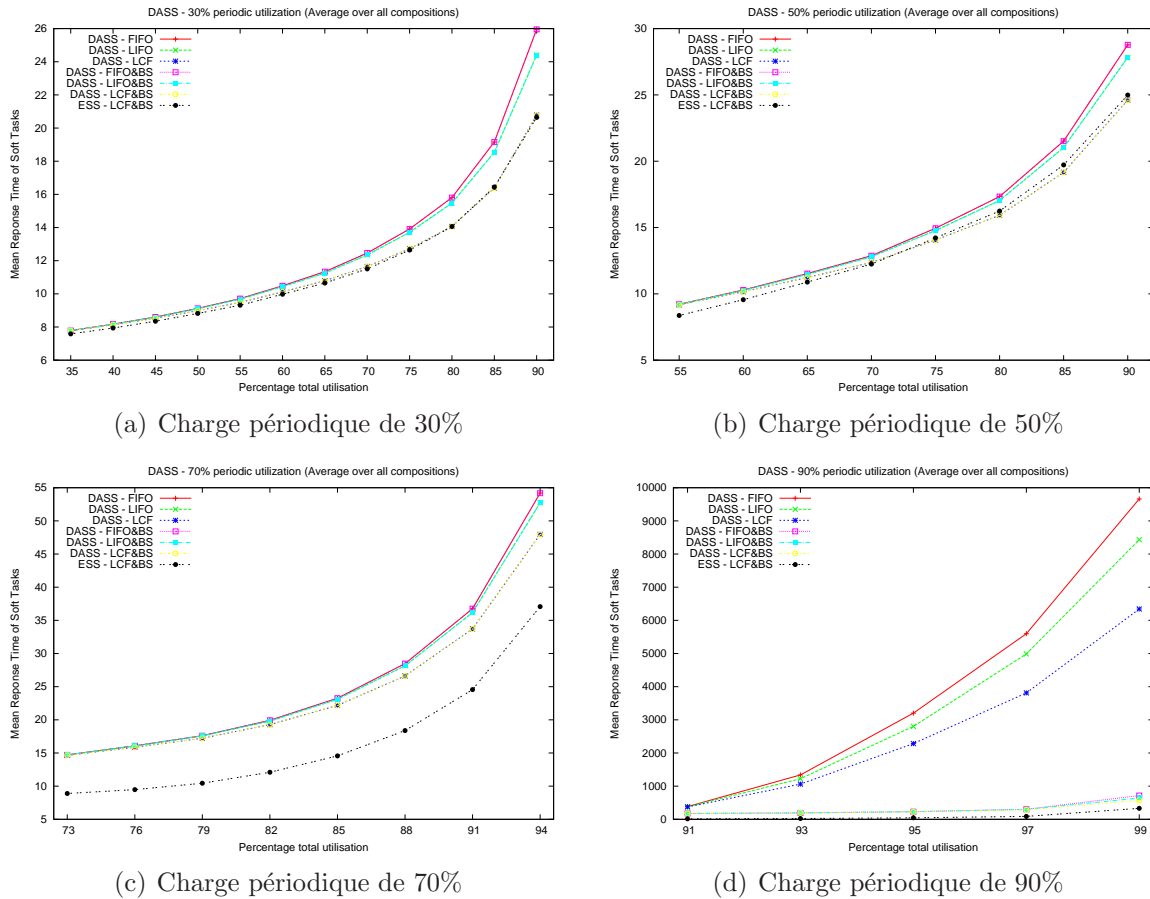 DASS - 30% periodic utilization (Average over all compositions)
Mean Reponse Time of Soft Tasks
26
24
22
20
18
16
14
12
10
8
6
DASS - FIFO
DASS - LIFO
DASS - LCF
DASS - FIFO&BS
DASS - LIFO&BS
DASS - LCF&BS
ESS - LCF&BS
35 40 45 50 55 60 65 70 75 80 85 90
Percentage total utilisation
(a) Charge périodique de 30%
DASS - 50% periodic utilization (Average over all compositions)
Mean Reponse Time of Soft Tasks
30
25
20
15
10
5
DASS - FIFO
DASS - LIFO
DASS - LCF
DASS - FIFO&BS
DASS - LIFO&BS
DASS - LCF&BS
ESS - LCF&BS
55 60 65 70 75 80 85 90
Percentage total utilisation
(b) Charge périodique de 50%
DASS - 70% periodic utilization (Average over all compositions)
Mean Reponse Time of Soft Tasks
55
50
45
40
35
30
25
20
15
10
5
DASS - FIFO
DASS - LIFO
DASS - LCF
DASS - FIFO&BS
DASS - LIFO&BS
DASS - LCF&BS
ESS - LCF&BS
73 76 79 82 85 88 91 94
Percentage total utilisation
(c) Charge périodique de 70%
DASS - 90% periodic utilization (Average over all compositions)
Mean Reponse Time of Soft Tasks
10000
9000
8000
7000
6000
5000
4000
3000
2000
1000
0
DASS - FIFO
DASS - LIFO
DASS - LCF
DASS - FIFO&BS
DASS - LIFO&BS
DASS - LCF&BS
ESS - LCF&BS
91 93 95 97 99
Percentage total utilisation
(d) Charge périodique de 90%